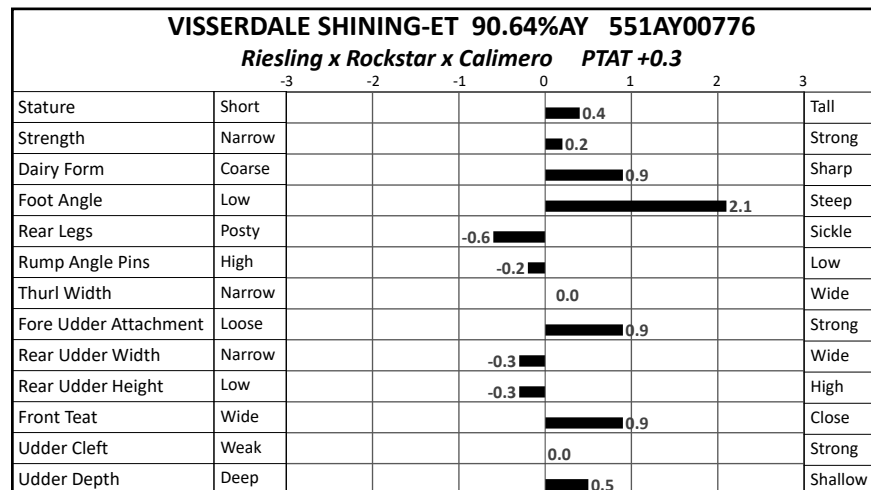 VISSERDALE SHINING-ET 90.64%AY 551AY00776
Riesling x Rockstar x Calimero PTAT +0.3
-3 -2 -1 0 1 2 3
Stature Short 0.4 Tall
Strength Narrow 0.2 Strong
Dairy Form Coarse 0.9 Sharp
Foot Angle Low 2.1 Steep
Rear Legs Posty -0.6 Sickle
Rump Angle Pins High -0.2 Low
Thurl Width Narrow 0.0 Wide
Fore Udder Attachment Loose 0.9 Strong
Rear Udder Width Narrow -0.3 Wide
Rear Udder Height Low -0.3 High
Front Teat Wide 0.9 Close
Udder Cleft Weak 0.0 Strong
Udder Depth Deep 0.5 Shallow